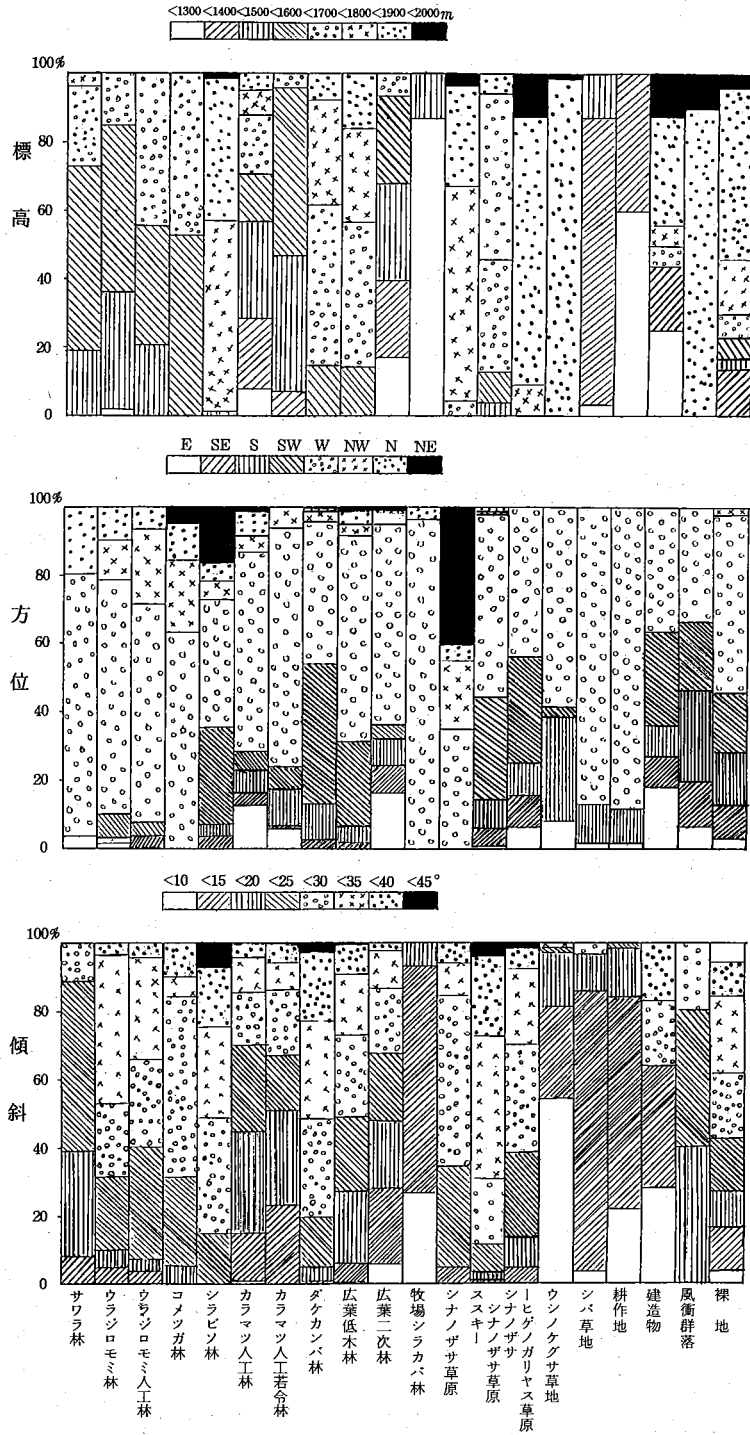 <1300 <1400 <1500 <1600 <1700 <1800 <1900 <2000m
100%
80
60
40
20
0
標高
E SE S SW W NW N NE
100%
80
60
40
20
0
方位
<10 <15 <20 <25 <30 <35 <40 <45°
100%
80
60
40
20
0
傾斜
サワラ林
ウラジロモミ林
ウラジロモミ人工林
コメツガ林
シラビソ林
カラマツ人工林
カラマツ人工若令林
ダケカンバ林
広葉低木林
広葉二次林
牧場シラカバ林
シナノザサ草原
ススキー
シナノザサ草原
シナノザサ
ーヒゲノガリヤス草原
ウシノケグサ草地
シバ草地
耕作地
建造物
風衝群落
裸地